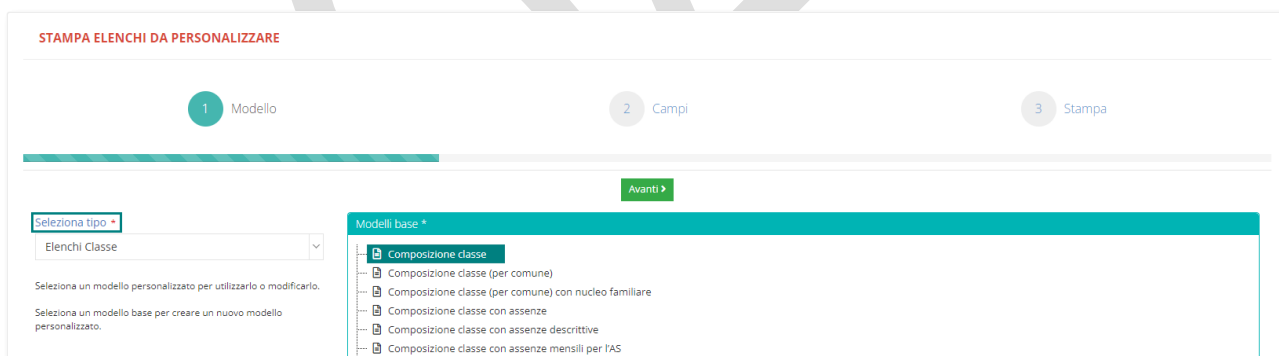 STAMPA ELENCHI DA PERSONALIZZARE
1 Modello
2 Campi
3 Stampa
Avanti
Seleziona tipo *
Elenchi Classe
Seleziona un modello personalizzato per utilizzarlo o modificarlo.
Seleziona un modello base per creare un nuovo modello
personalizzato.
Modelli base *
Composizione classe
Composizione classe (per comune)
Composizione classe (per comune) con nucleo familiare
Composizione classe con assenze
Composizione classe con assenze descrittive
Composizione classe con assenze mensili per l'AS